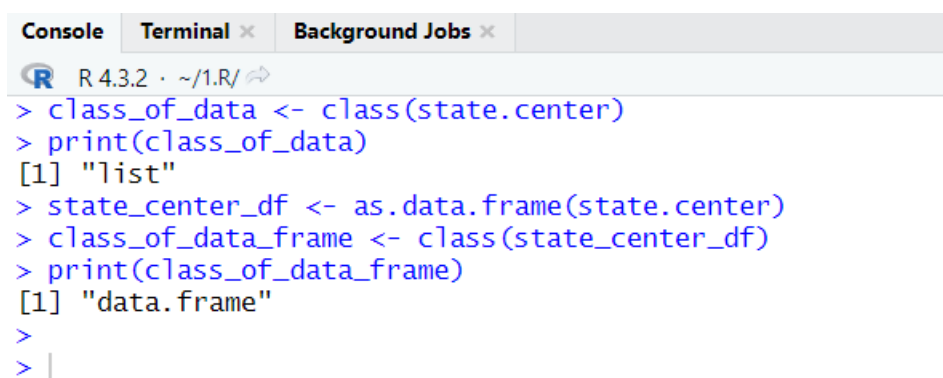 Console Terminal × Background Jobs ×
R R 4.3.2 · ~/1.R/
> class_of_data <- class(state.center)
> print(class_of_data)
[1] "list"
> state_center_df <- as.data.frame(state.center)
> class_of_data_frame <- class(state_center_df)
> print(class_of_data_frame)
[1] "data.frame"
>
>